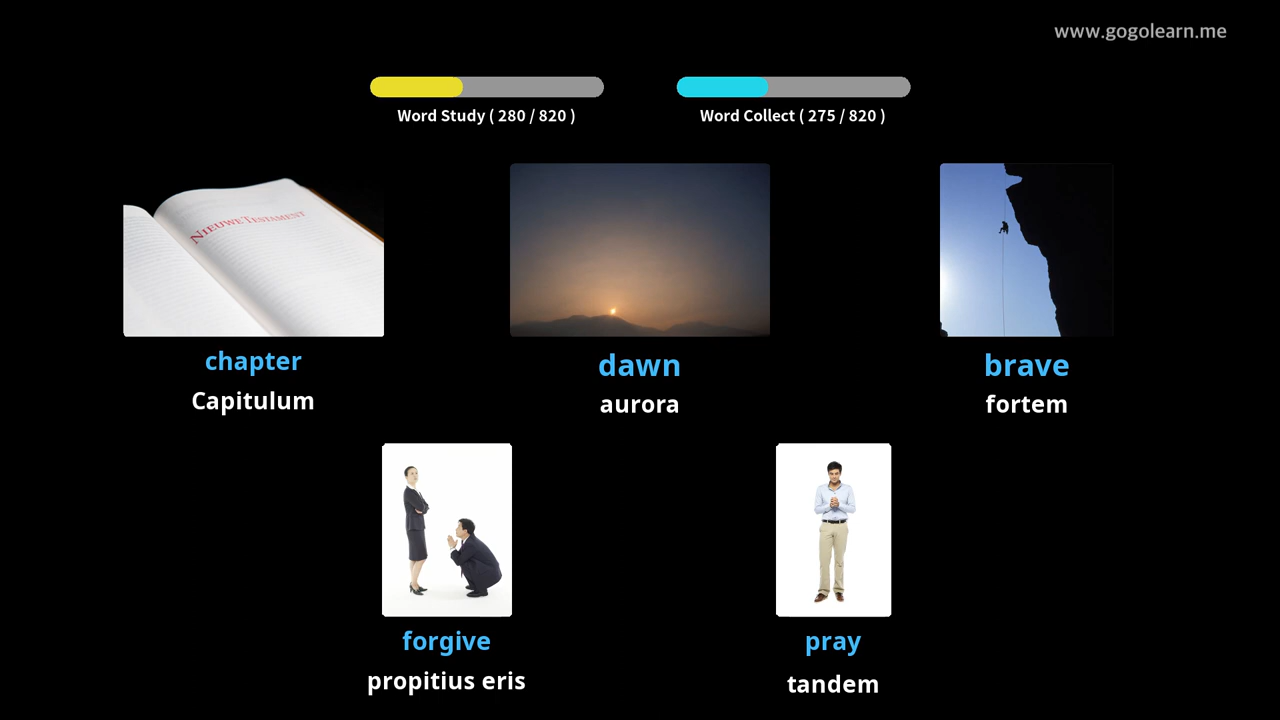 www.gogolearn.me
Word Study ( 280 / 820 )
Word Collect ( 275 / 820 )
NIEUWE TESTAMENT
chapter
Capitulum
dawn
aurora
brave
fortem
forgive
propitius eris
pray
tandem